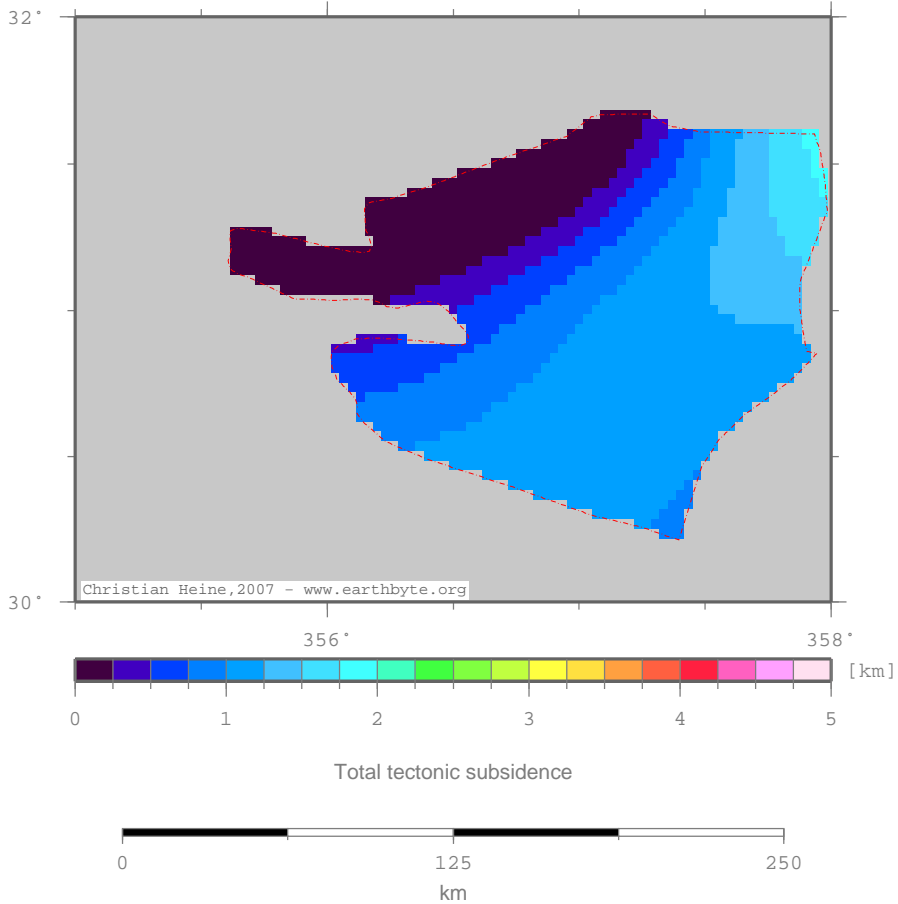 32°
30°
Christian Heine,2007 - www.earthbyte.org
356° 358°
[km]
0 1 2 3 4 5
Total tectonic subsidence
0 125 250
km